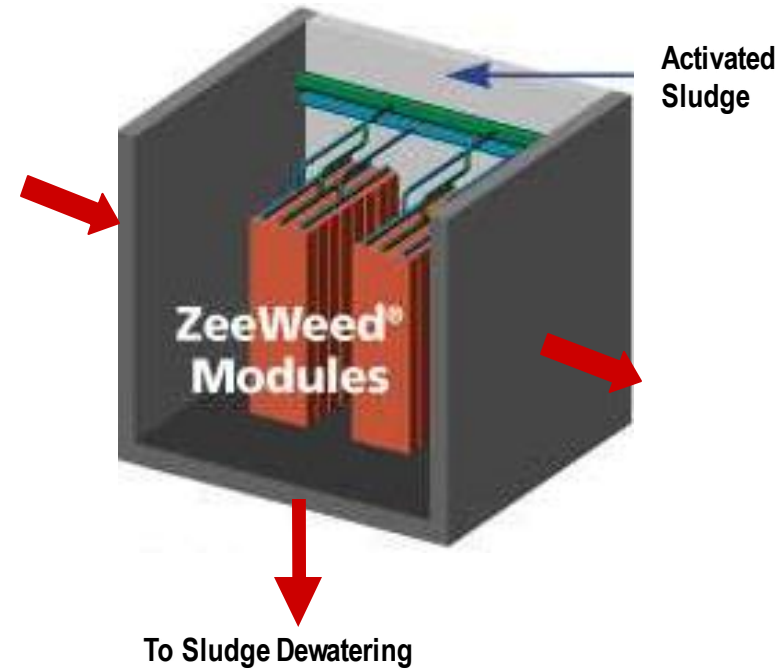 Activated
Sludge
ZeeWeed®
Modules
To Sludge Dewatering